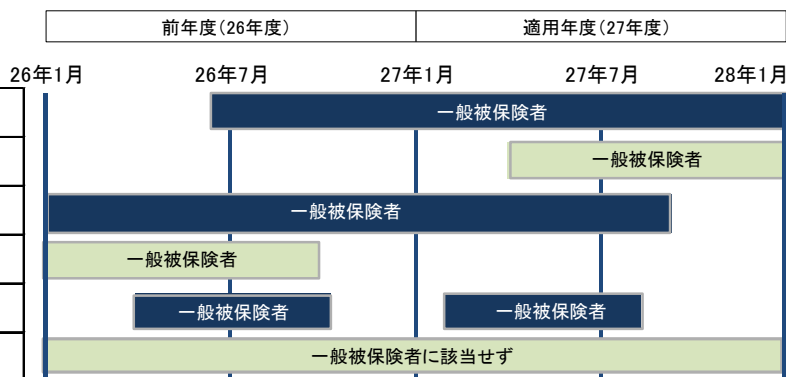 前年度（26年度） 適用年度（27年度）
26年1月 26年7月 27年1月 27年7月 28年1月
一般被保険者
一般被保険者
一般被保険者
一般被保険者
一般被保険者 一般被保険者
一般被保険者に該当せず